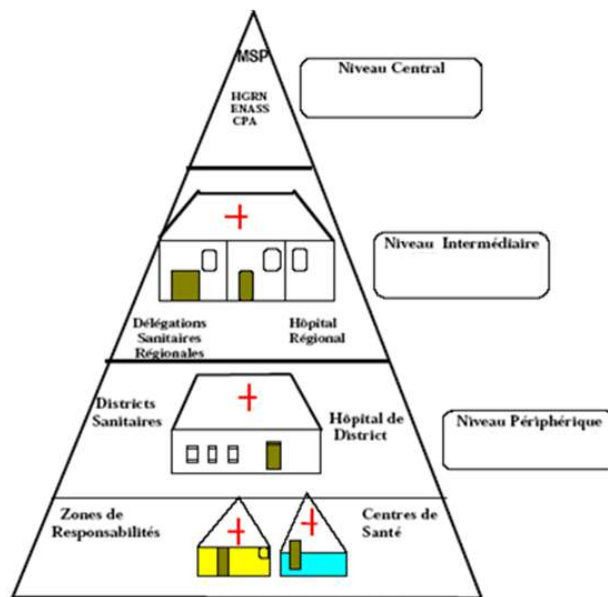 MSP
Niveau Central
HGRN
ENASS
CPA
Niveau Intermédiaire
Délégations
Sanitaires
Régionales
Hôpital
Régional
Districts
Sanitaires
Hôpital de
District
Niveau Périphérique
Zones de
Responsabilités
Centres de
Santé